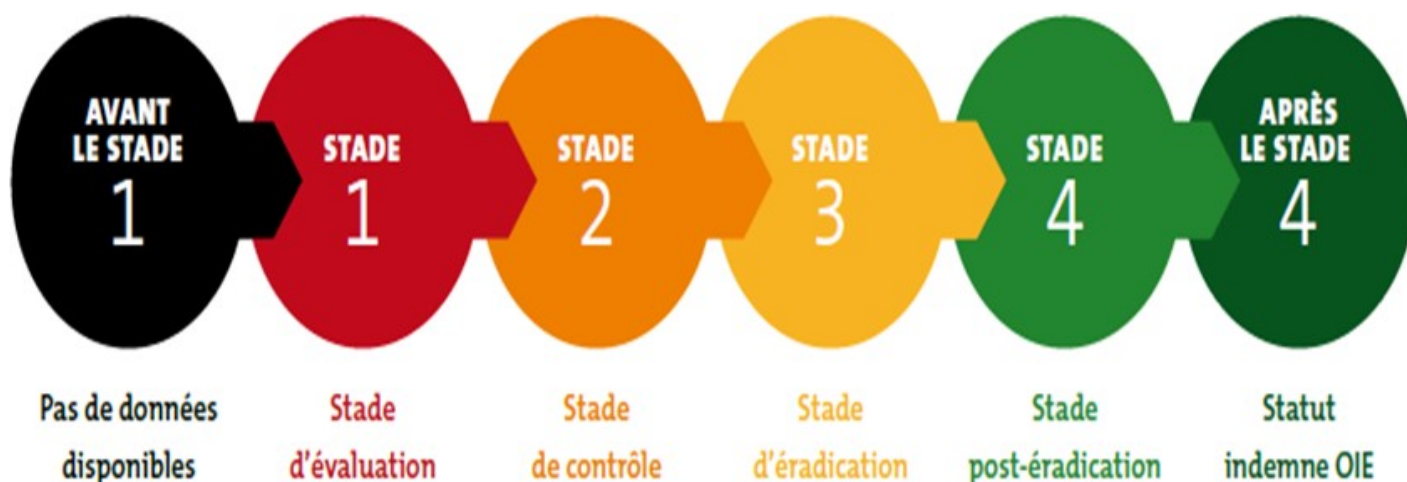 AVANT
LE STADE
1
STADE
1
STADE
2
STADE
3
STADE
4
APRÈS
LE STADE
4
Pas de données
disponibles
Stade
d'évaluation
Stade
de contrôle
Stade
d'éradication
Stade
post-éradication
Statut
indemne OIE